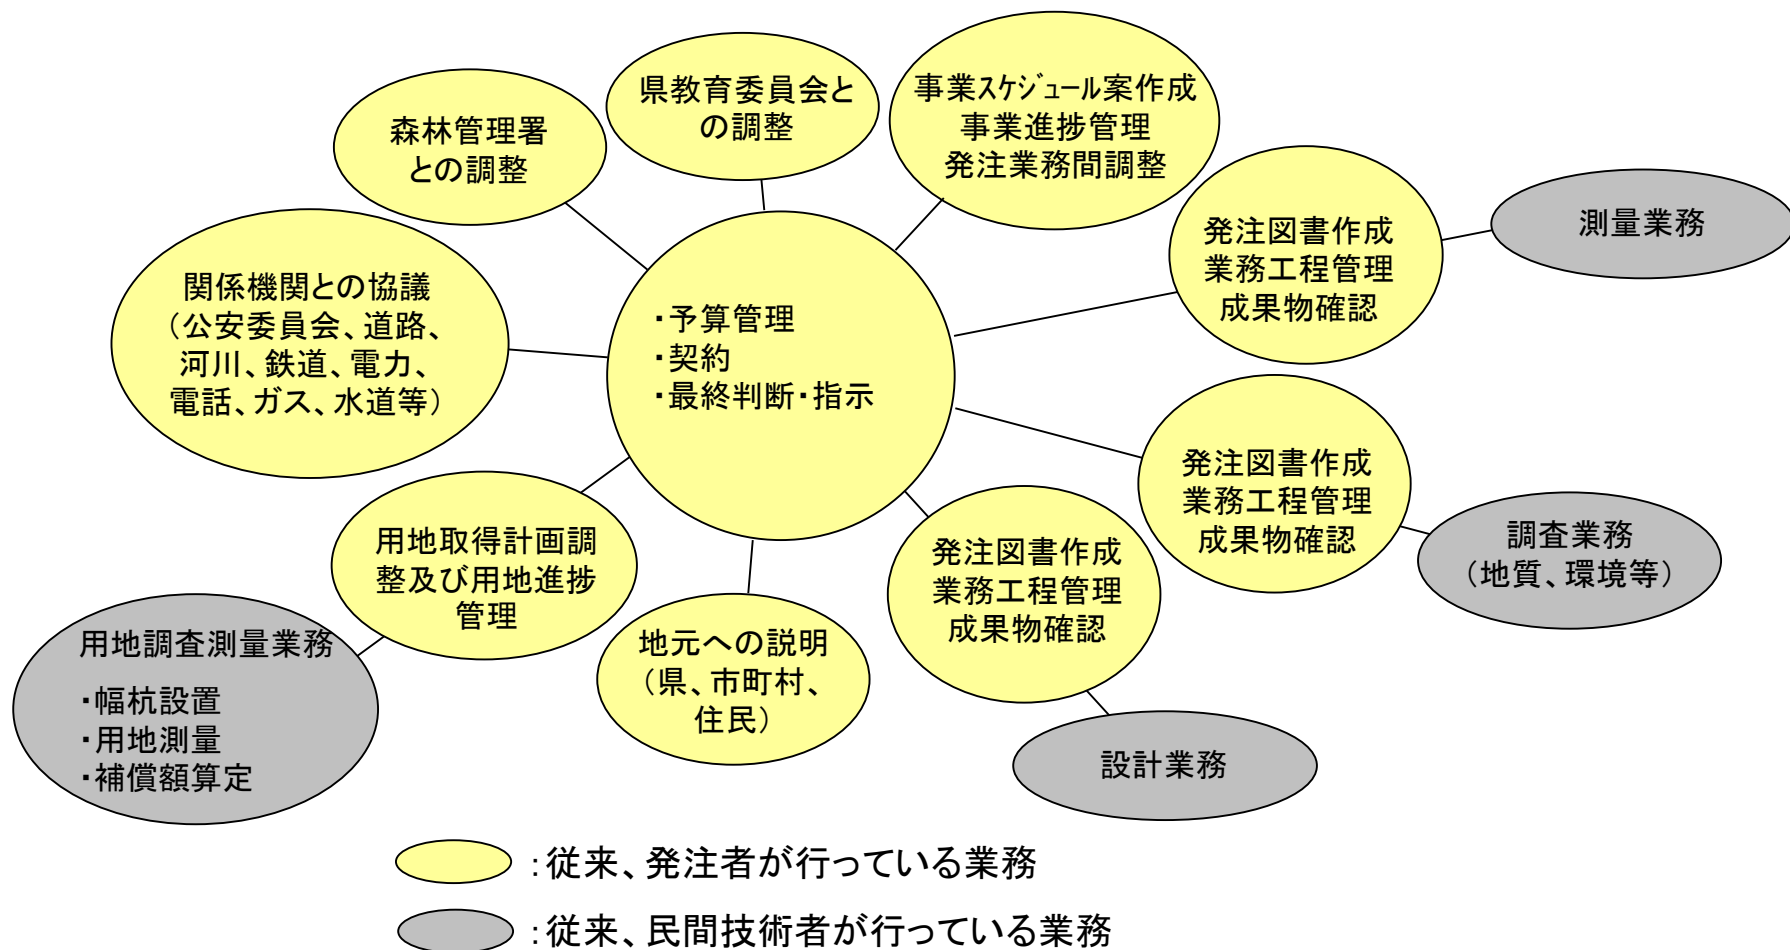 県教育委員会と
の調整
事業スケジュール案作成
事業進捗管理
発注業務間調整
森林管理署
との調整
発注図書作成
業務工程管理
成果物確認
測量業務
関係機関との協議
（公安委員会、道路、
河川、鉄道、電力、
電話、ガス、水道等）
・予算管理
・契約
・最終判断・指示
発注図書作成
業務工程管理
成果物確認
調査業務
（地質、環境等）
用地取得計画調
整及び用地進捗
管理
発注図書作成
業務工程管理
成果物確認
地元への説明
（県、市町村、
住民）
用地調査測量業務
・幅杭設置
・用地測量
・補償額算定
設計業務
：従来、発注者が行っている業務
：従来、民間技術者が行っている業務